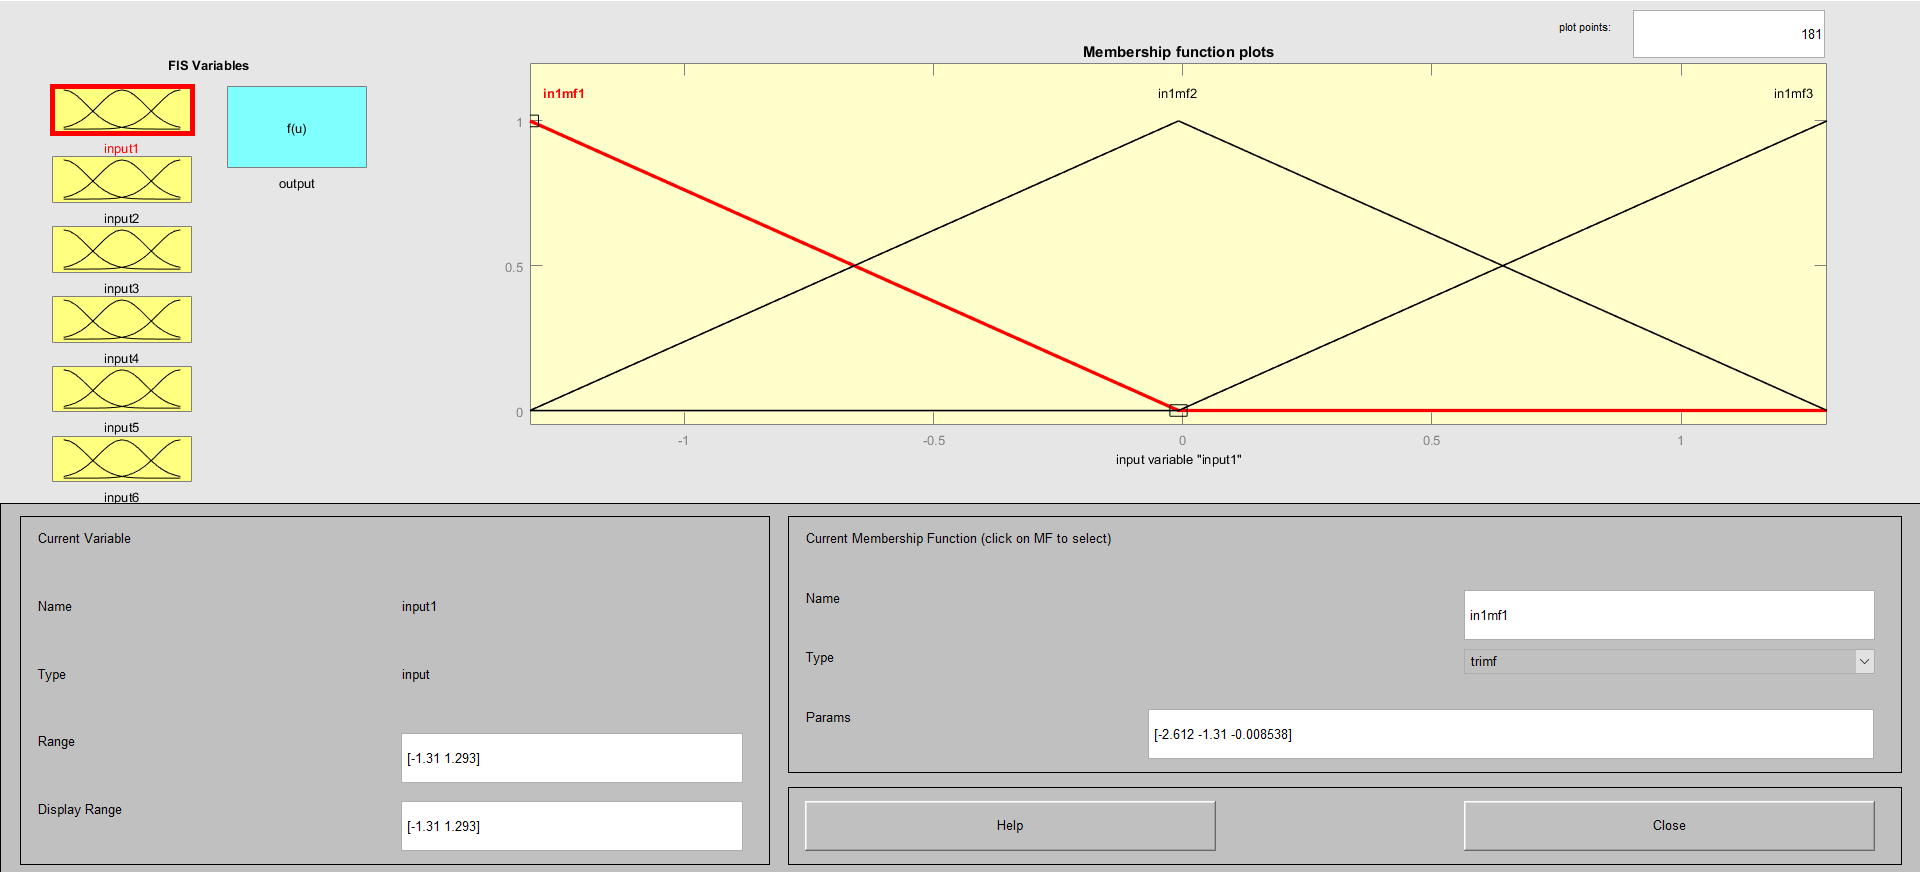 plot points:
181
FIS Variables
Membership function plots
f(u)
output
input1
input2
input3
input4
input5
input6
in1mf1
in1mf2
in1mf3
1
0.5
0
-1
-0.5
0
0.5
1
input variable "input1"
Current Variable
Name
input1
Type
input
Range
[-1.31 1.293]
Display Range
[-1.31 1.293]
Current Membership Function (click on MF to select)
Name
in1mf1
Type
trimf
Params
[-2.612 -1.31 -0.008538]
Help
Close